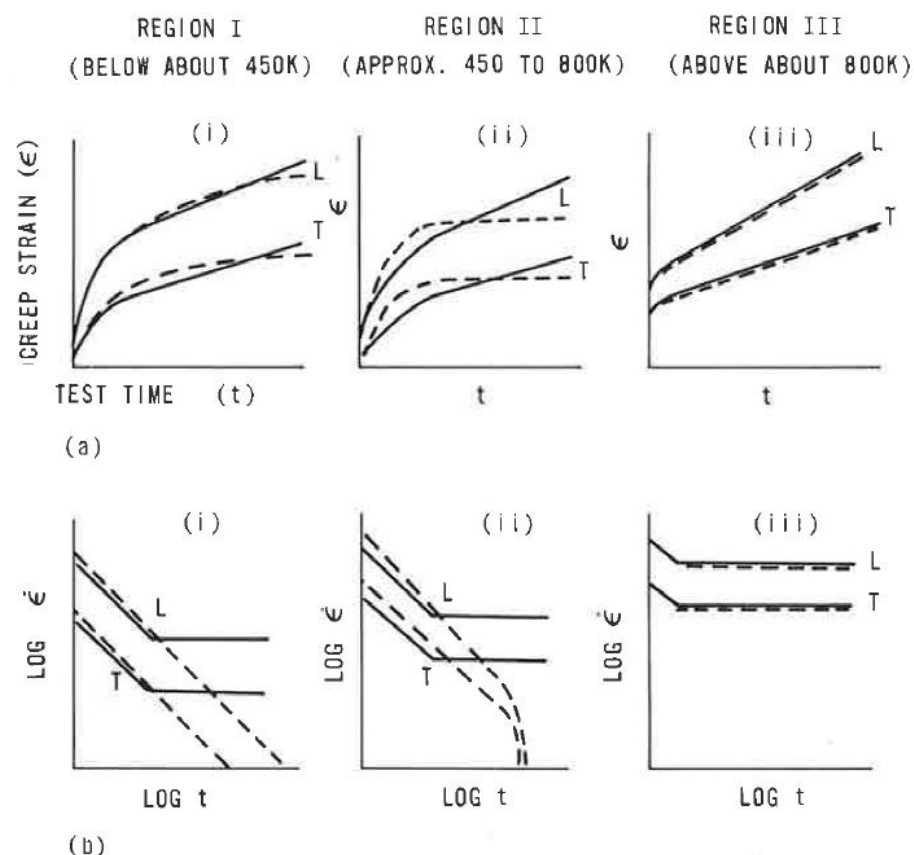 REGION I REGION II REGION III
(BELOW ABOUT 450K) (APPROX. 450 TO 800K) (ABOVE ABOUT 800K)
(i) (ii) (iii)
CREEP STRAIN (ϵ)
L
T
TEST TIME (t)
ϵ
L
T
t
ϵ
L
T
t
(a)
(i) (ii) (iii)
LOG ϵ̇
L
T
LOG t
LOG ϵ̇
L
T
LOG t
LOG ϵ̇
L
T
LOG t
(b)